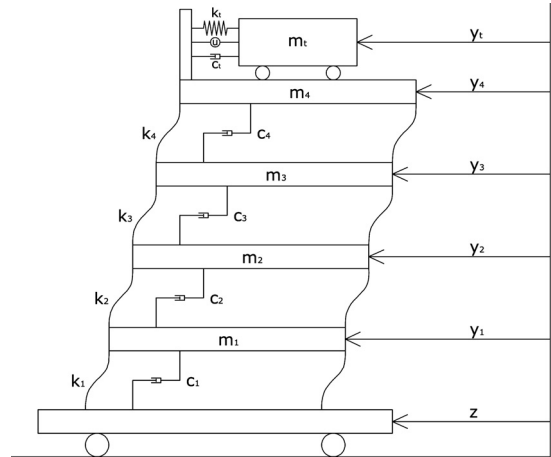 kₜ
u
cₜ
mₜ
yₜ
m₄
y₄
k₄
c₄
m₃
y₃
k₃
c₃
m₂
y₂
k₂
c₂
m₁
y₁
k₁
c₁
z